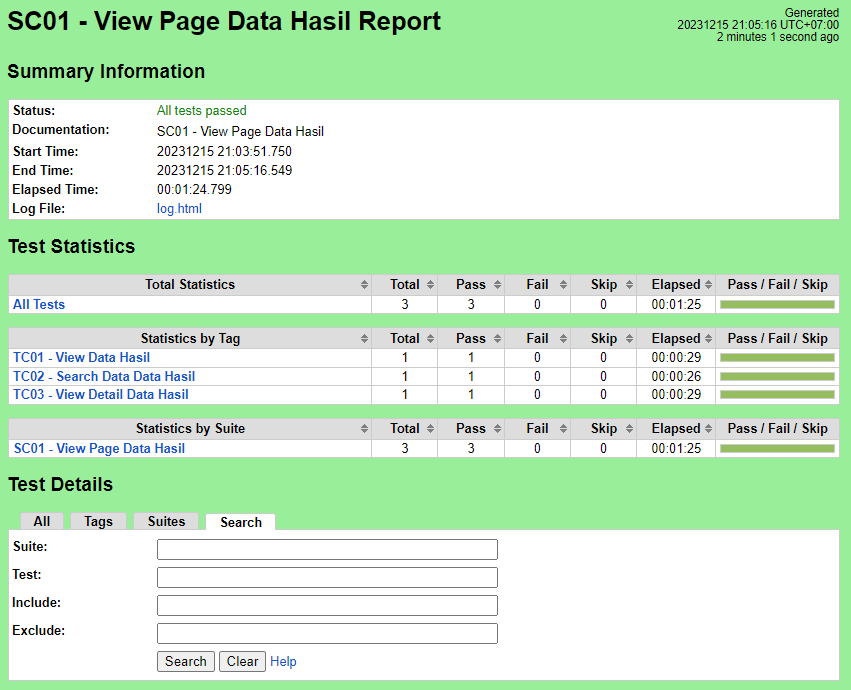 SC01 - View Page Data Hasil Report
Generated
20231215 21:05:16 UTC+07:00
2 minutes 1 second ago
Summary Information
Status: All tests passed
Documentation: SC01 - View Page Data Hasil
Start Time: 20231215 21:03:51.750
End Time: 20231215 21:05:16.549
Elapsed Time: 00:01:24.799
Log File: log.html
Test Statistics
Total Statistics Total Pass Fail Skip Elapsed Pass / Fail / Skip
All Tests 3 3 0 0 00:01:25
Statistics by Tag Total Pass Fail Skip Elapsed Pass / Fail / Skip
TC01 - View Data Hasil 1 1 0 0 00:00:29
TC02 - Search Data Data Hasil 1 1 0 0 00:00:26
TC03 - View Detail Data Hasil 1 1 0 0 00:00:29
Statistics by Suite Total Pass Fail Skip Elapsed Pass / Fail / Skip
SC01 - View Page Data Hasil 3 3 0 0 00:01:25
Test Details
All Tags Suites Search
Suite:
Test:
Include:
Exclude:
Search Clear Help